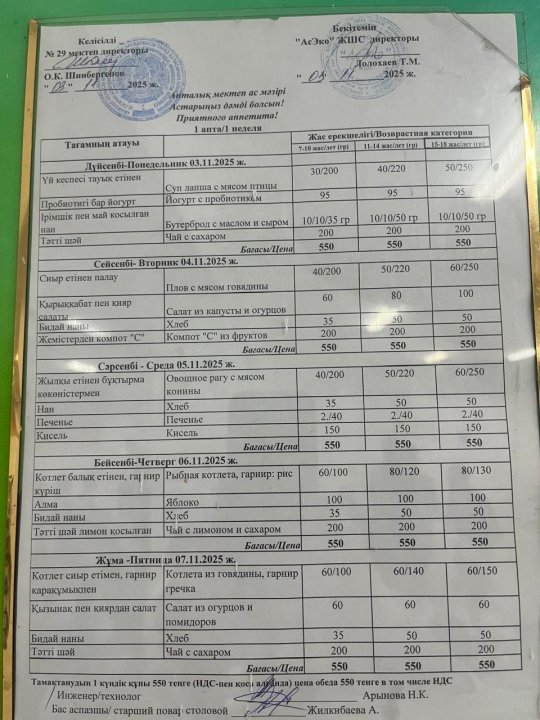 Келісілді
№ 29 мектеп директоры
О.К. Шинбергенов
"03" 11 2025 ж.
Бекітемін
"АсЭко" ЖШС директоры
Долохаев Т.М.
"03" 11 2025 ж.
Апталық мектеп ас мәзірі
Астарыңыз дәмді болсын!
Приятного аппетита!
1 апта/1 неделя
Тағамның атауы Жас ерекшелігі/Возврастная категория
7-10 жас/лет (гр) 11-14 жас/лет (гр) 15-18 жас/лет (гр)
Дүйсенбі-Понедельник 03.11.2025 ж.
Үй кеспесі тауық етінен Суп лапша с мясом птицы 30/200 40/220 50/250
Пробиотигі бар йогурт Йогурт с пробиотиком 95 95 95
Ірімшік пен май қосылған нан Бутерброд с маслом и сыром 10/10/35 гр 10/10/50 гр 10/10/50 гр
Тәтті шәй Чай с сахаром 200 200 200
Бағасы/Цена 550 550 550
Сейсенбі- Вторник 04.11.2025 ж.
Сиыр етінен палау Плов с мясом говядины 40/200 50/220 60/250
Қырыққабат пен қияр салаты Салат из капусты и огурцов 60 80 100
Бидай наны Хлеб 35 50 50
Жемістерден компот "С" Компот "С" из фруктов 200 200 200
Бағасы/Цена 550 550 550
Сәрсенбі - Среда 05.11.2025 ж.
Жылқы етінен бұқтырма көкөністермен Овощное рагу с мясом конины 40/200 50/220 60/250
Нан Хлеб 35 50 50
Печенье Печенье 2./40 2./40 2./40
Кисель Кисель 150 150 150
Бағасы/Цена 550 550 550
Бейсенбі-Четверг 06.11.2025 ж.
Котлет балық етінен, гарнир күріш Рыбная котлета, гарнир: рис 60/100 80/120 80/130
Алма Яблоко 100 100 100
Бидай наны Хлеб 35 50 50
Тәтті шәй лимон қосылған Чай с лимоном и сахаром 200 200 200
Бағасы/Цена 550 550 550
Жұма -Пятница 07.11.2025 ж.
Котлет сиыр етімен, гарнир қарақұмықпен Котлета из говядины, гарнир гречка 60/100 60/140 60/150
Қызынақ пен қиярдан салат Салат из огурцов и помидоров 60 60 60
Бидай наны Хлеб 35 50 50
Тәтті шәй Чай с сахаром 200 200 200
Бағасы/Цена 550 550 550
Тамақтанудың 1 күндік құны 550 тенге (НДС-пен қоса алғанда) цена обеда 550 тенге в том числе НДС
Инженер/технолог Арынова Н.К.
Бас аспазшы/ старший повар столовой Жилкибаева А.